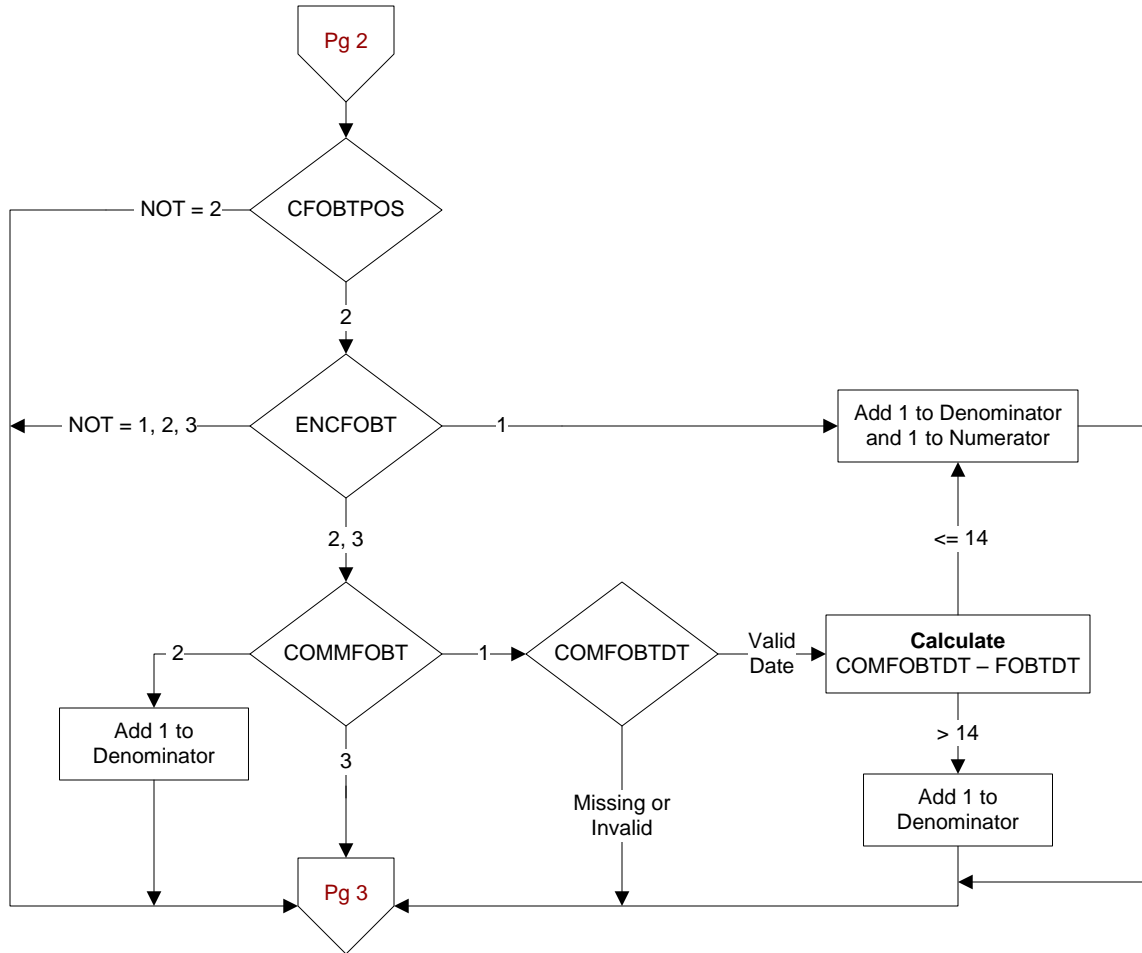 Pg 2
CFOBTPOS
NOT = 2
2
ENCFOBT
NOT = 1, 2, 3
1
Add 1 to Denominator
and 1 to Numerator
2, 3
<= 14
COMMFOBT
2
1
COMFOBTDT
Valid
Date
Calculate
COMFOBTDT – FOBTDT
Add 1 to
Denominator
3
> 14
Missing or
Invalid
Add 1 to
Denominator
Pg 3